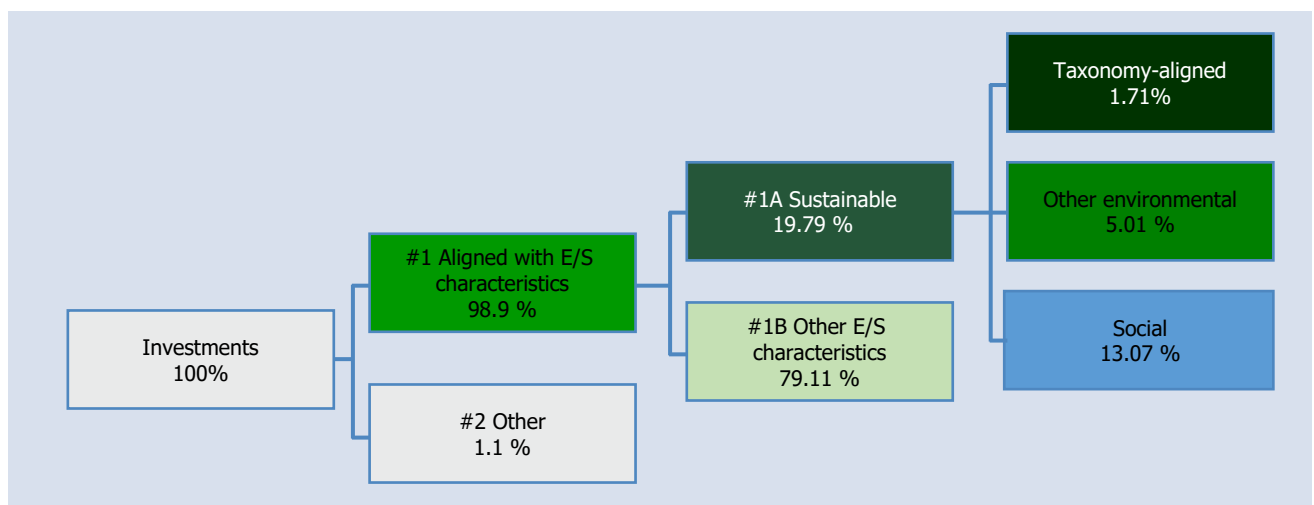 Investments
100%
#1 Aligned with E/S
characteristics
98.9 %
#2 Other
1.1 %
#1A Sustainable
19.79 %
#1B Other E/S
characteristics
79.11 %
Taxonomy-aligned
1.71%
Other environmental
5.01 %
Social
13.07 %